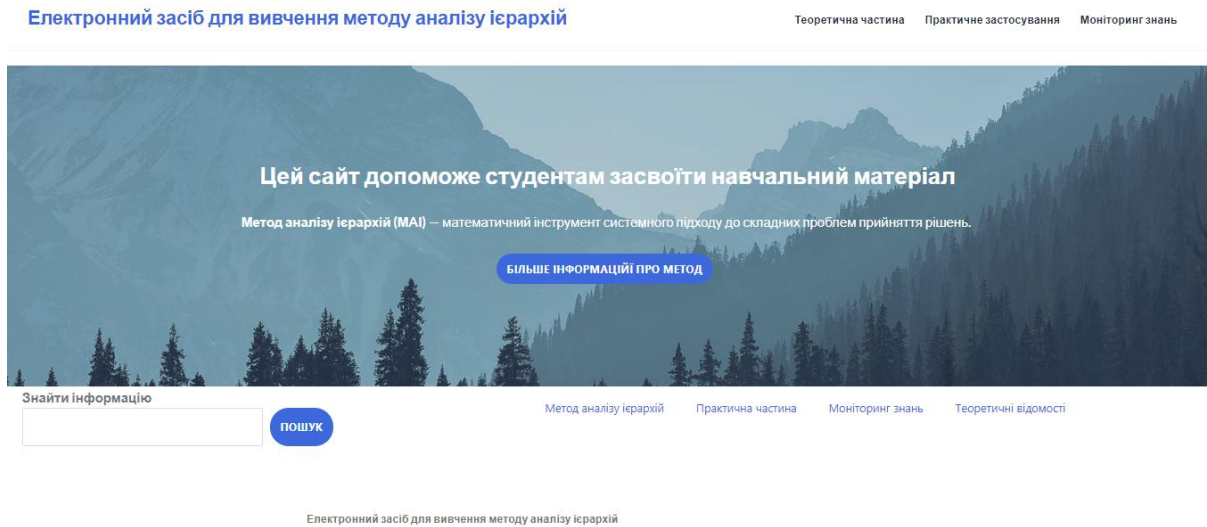 Електронний засіб для вивчення методу аналізу ієрархій
Теоретична частина Практичне застосування Моніторинг знань
Цей сайт допоможе студентам засвоїти навчальний матеріал
Метод аналізу ієрархій (МАІ) — математичний інструмент системного підходу до складних проблем прийняття рішень.
БІЛЬШЕ ІНФОРМАЦІЙЇ ПРО МЕТОД
Знайти інформацію
ПОШУК
Метод аналізу ієрархій Практична частина Моніторинг знань Теоретичні відомості
Електронний засіб для вивчення методу аналізу ієрархій